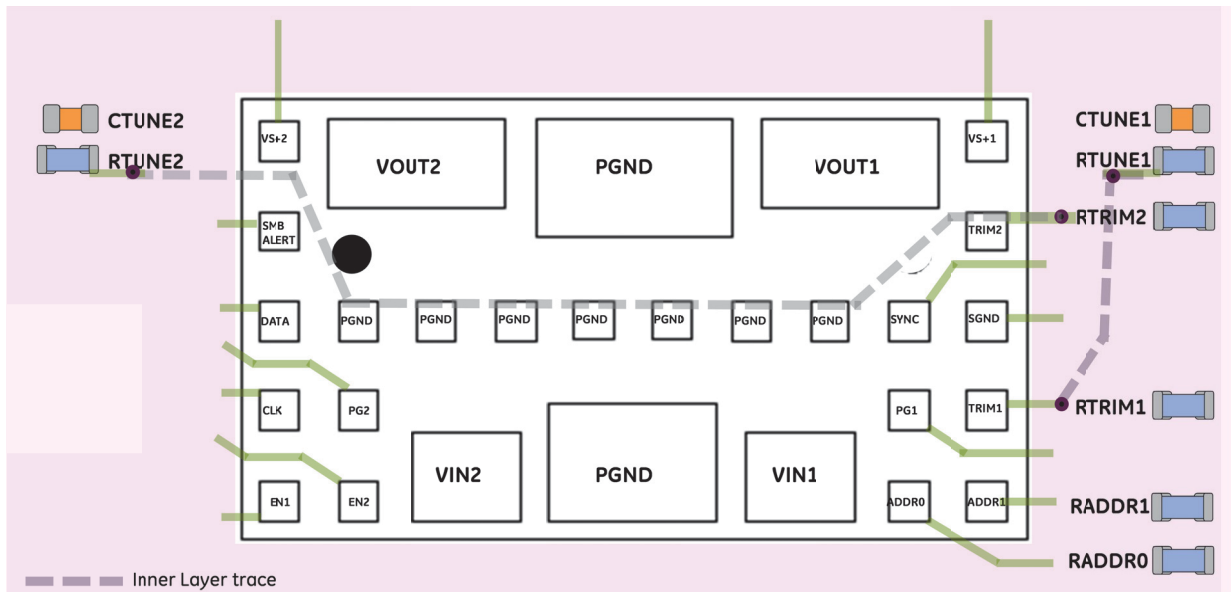 CTUNE2
CTUNE1
VS+2
VS+1
RTUNE2
VOUT2
PGND
VOUT1
RTUNE1
SMB
ALERT
TRIM2
RTRIM2
DATA
PGND
PGND
PGND
PGND
PGND
PGND
PGND
SYNC
SGND
CLK
PG2
PG1
TRIM1
RTRIM1
VIN2
PGND
VIN1
EN1
EN2
ADDR0
ADDR1
RADDR1
RADDR0
Inner Layer trace